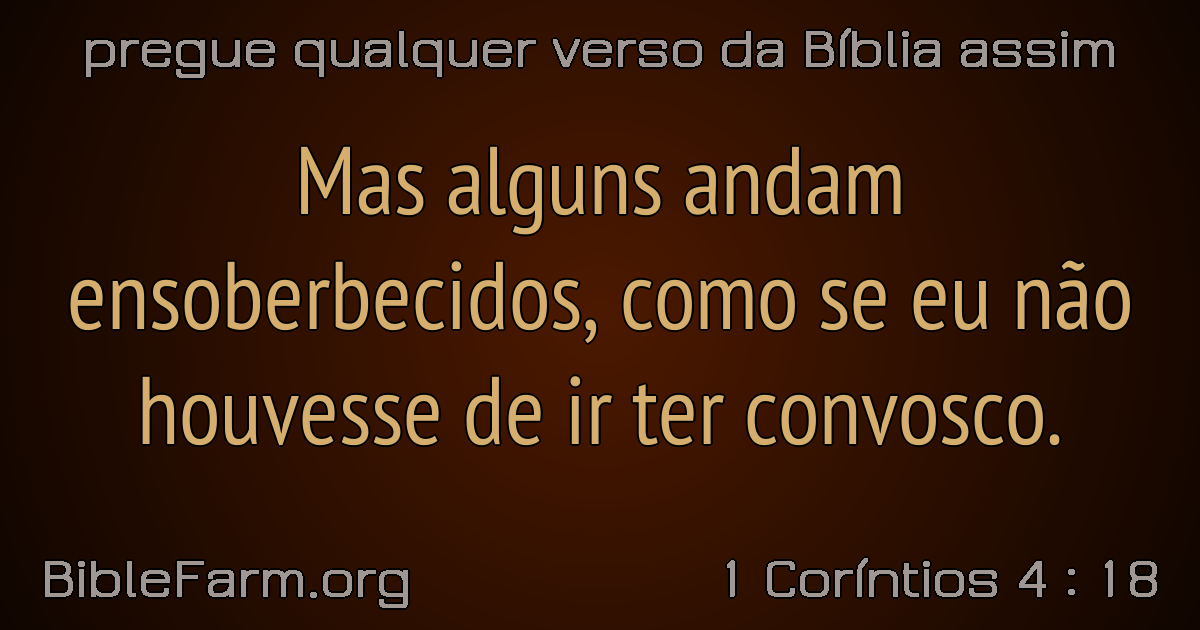 pregue qualquer verso da Bíblia assim
Mas alguns andam
ensoberbecidos, como se eu não
houvesse de ir ter convosco.
BibleFarm.org
1 Coríntios 4 : 18